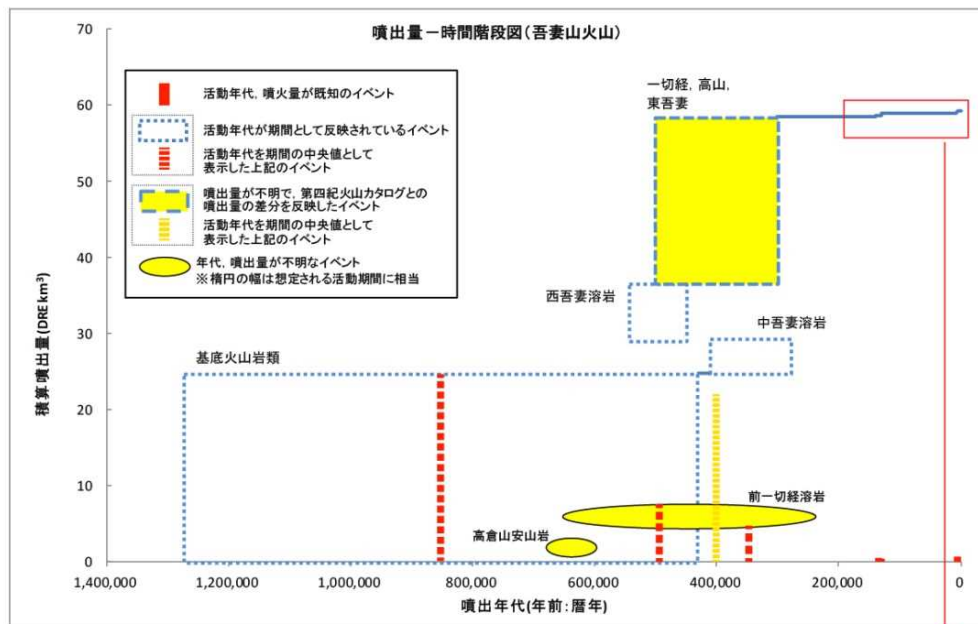 噴出量－時間階段図(吾妻山火山)
70
60
50
40
30
20
10
0
積算噴出量(DRE km³)
活動年代，噴火量が既知のイベント
活動年代が期間として反映されているイベント
活動年代を期間の中央値として
表示した上記のイベント
噴出量が不明で，第四紀火山カタログとの
噴出量の差分を反映したイベント
活動年代を期間の中央値として
表示した上記のイベント
年代，噴出量が不明なイベント
※楕円の幅は想定される活動期間に相当
一切経，高山，
東吾妻
西吾妻溶岩
中吾妻溶岩
基底火山岩類
前一切経溶岩
高倉山安山岩
1,400,000
1,200,000
1,000,000
800,000
600,000
400,000
200,000
0
噴出年代(年前：暦年)